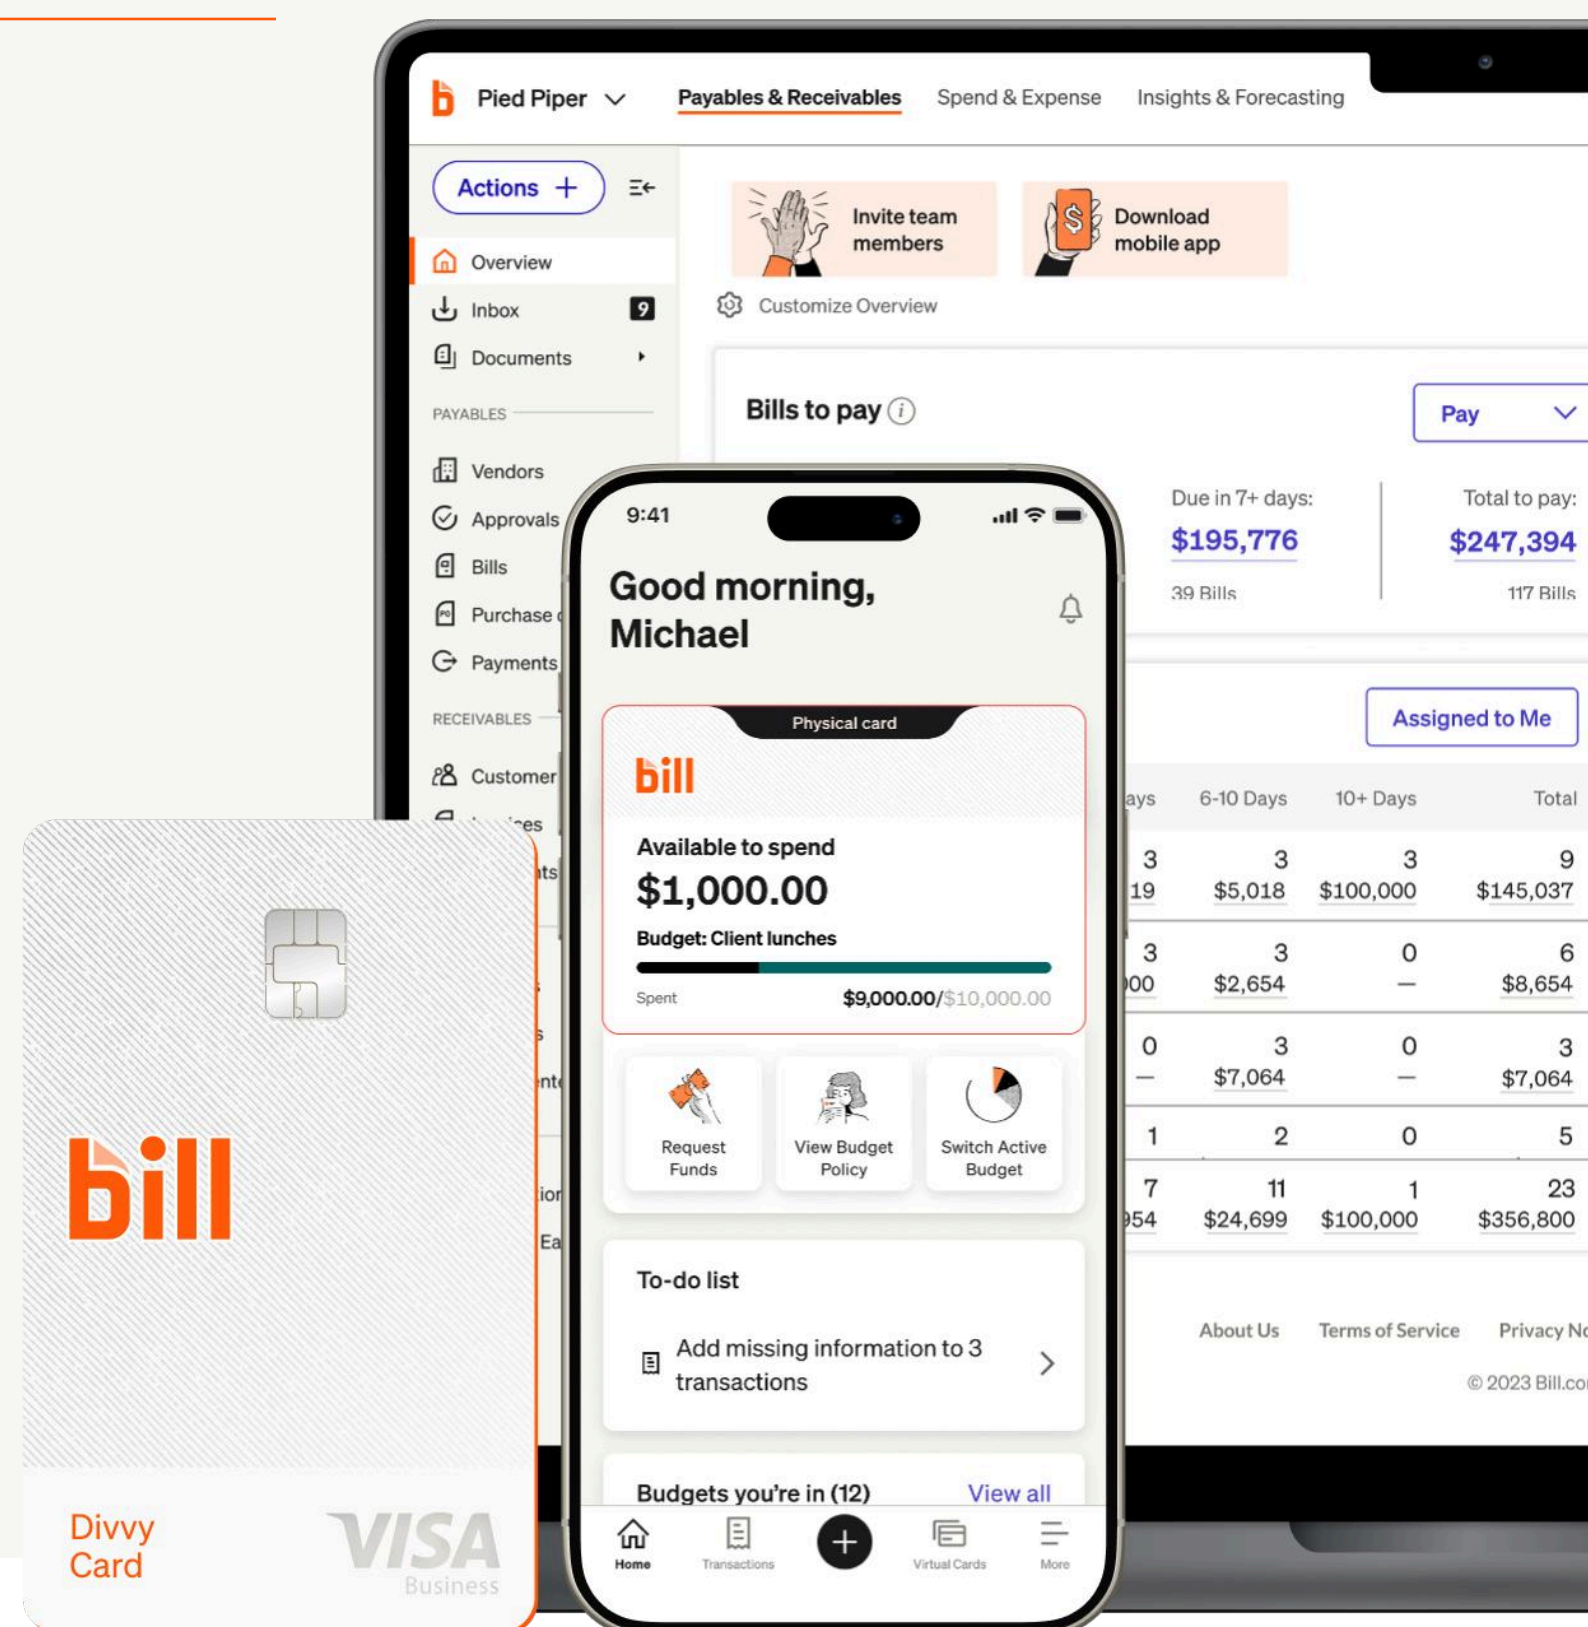 Pied Piper
Payables & Receivables
Spend & Expense
Insights & Forecasting
Actions +
Overview
Inbox
9
Documents
PAYABLES
Vendors
Approvals
Bills
Purchase
Payments
RECEIVABLES
Customer
Invite team
members
Download
mobile app
Customize Overview
Bills to pay
Pay
Due in 7+ days:
$195,776
39 Bills
Total to pay:
$247,394
117 Bills
Assigned to Me
6-10 Days 10+ Days Total
3 3 3 9
19 $5,018 $100,000 $145,037
3 3 0 6
$2,654 — $8,654
0 3 0 3
— $7,064 — $7,064
1 2 0 5
7 11 1 23
954 $24,699 $100,000 $356,800
About Us Terms of Service Privacy
© 2023
9:41
Good morning,
Michael
Physical card
bill
Available to spend
$1,000.00
Budget: Client lunches
Spent $9,000.00/$10,000.00
Request
Funds
View Budget
Policy
Switch Active
Budget
To-do list
Add missing information to 3
transactions
Budgets you're in (12) View all
Home
Transactions
Virtual Cards
More
bill
Divvy
Card
VISA
Business